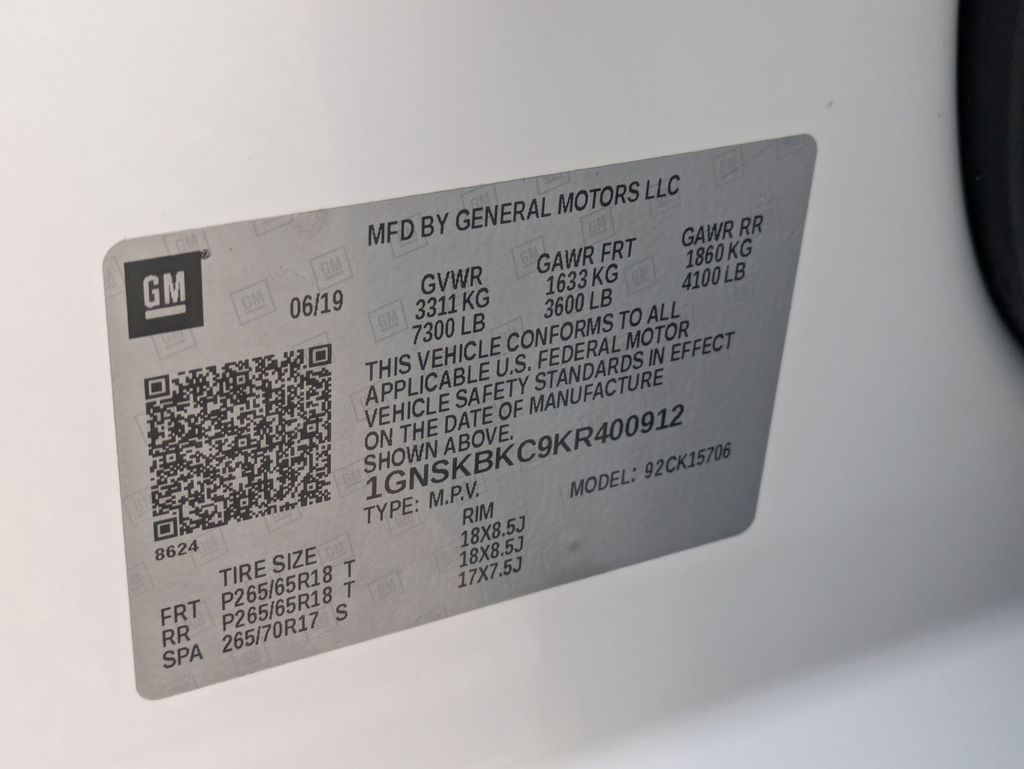 MFD BY GENERAL MOTORS LLC
GM®
06/19
GVWR GAWR FRT GAWR RR
3311 KG 1633 KG 1860 KG
7300 LB 3600 LB 4100 LB
THIS VEHICLE CONFORMS TO ALL
APPLICABLE U.S. FEDERAL MOTOR
VEHICLE SAFETY STANDARDS IN EFFECT
ON THE DATE OF MANUFACTURE
SHOWN ABOVE.
1GNSKBKC9KR400912
TYPE: M.P.V. MODEL: 92CK15706
8624
TIRE SIZE RIM
FRT P265/65R18 T 18X8.5J
RR P265/65R18 T 18X8.5J
SPA 265/70R17 S 17X7.5J